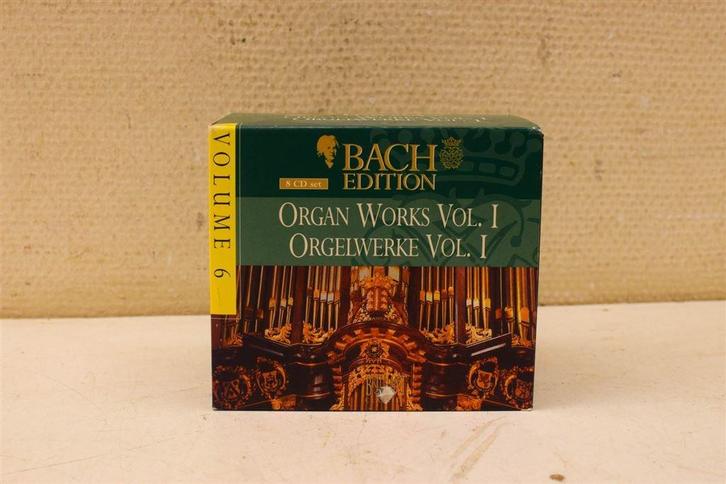 VOLUME 6
BACH
EDITION
8 CD set
ORGAN WORKS VOL. I
ORGELWERKE VOL. I